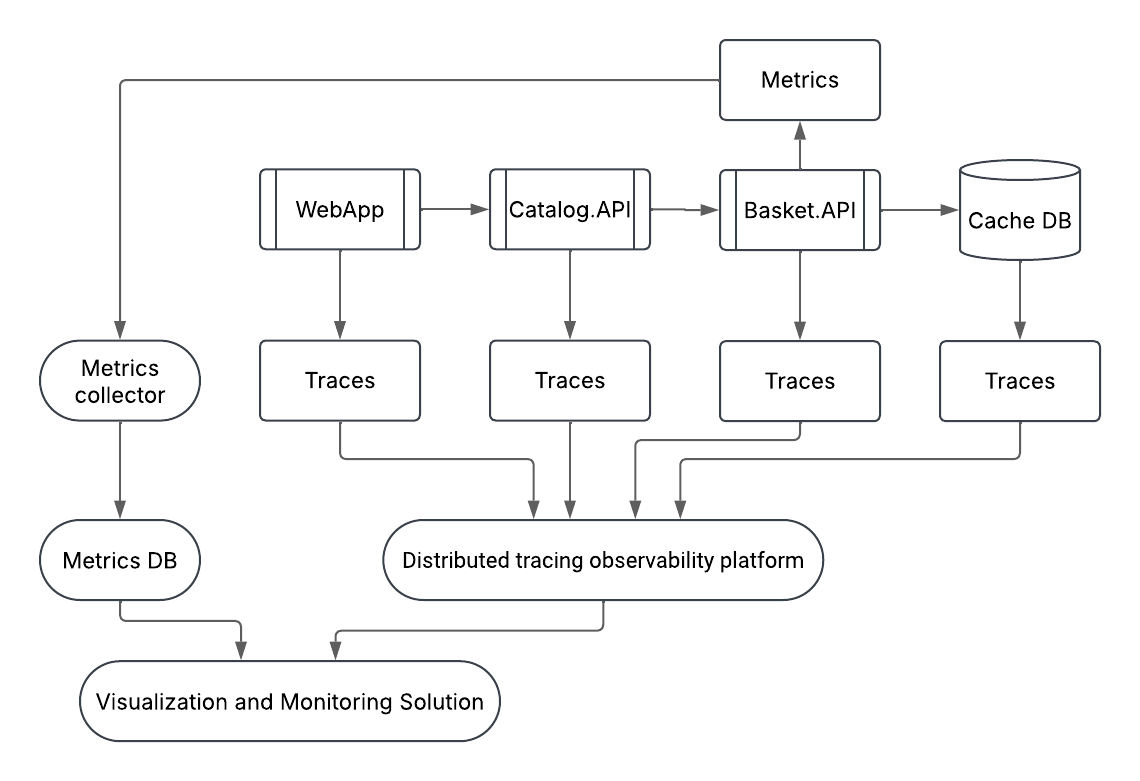 Metrics
WebApp
Catalog.API
Basket.API
Cache DB
Metrics
collector
Traces
Traces
Traces
Traces
Metrics DB
Distributed tracing observability platform
Visualization and Monitoring Solution